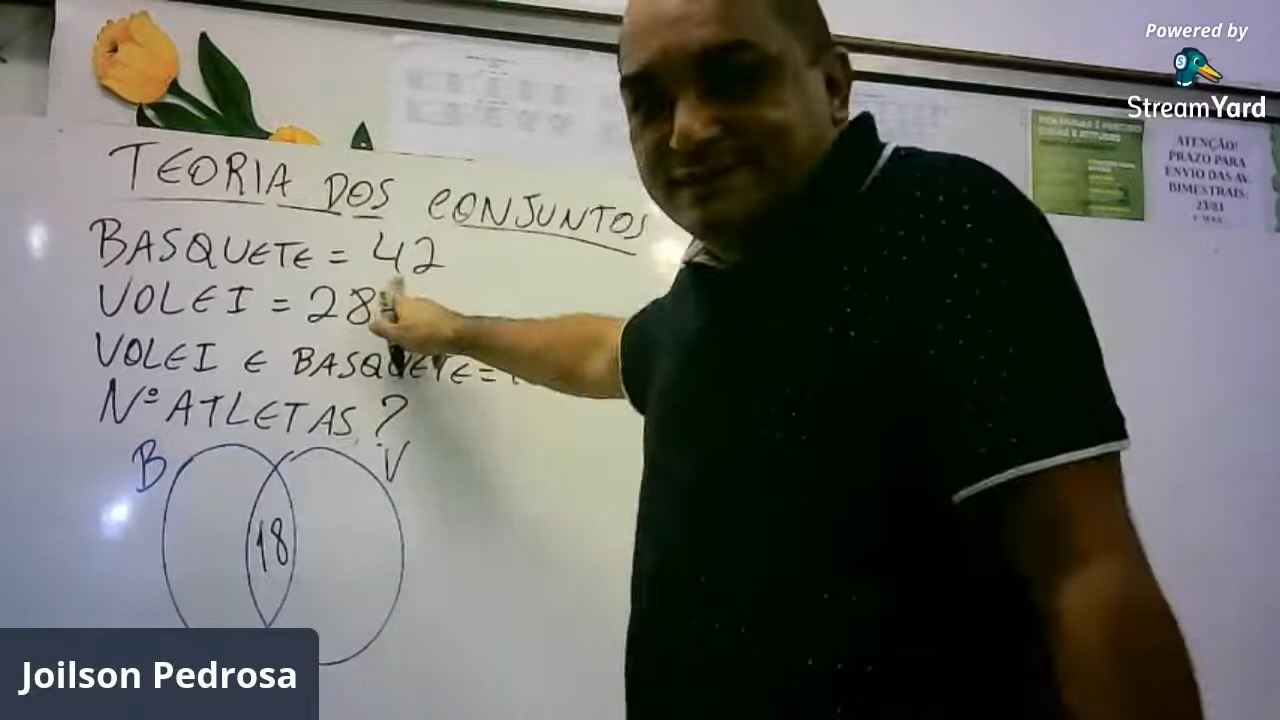 Powered by
StreamYard
ATENÇÃO!
PRAZO PARA
ENVIO DAS AV.
BIMESTRAIS:
23/03
TEORIA DOS CONJUNTOS
BASQUETE = 42
VOLEI = 28
VOLEI E BASQUETE =
Nº ATLETAS ?
B V
18
Joilson Pedrosa